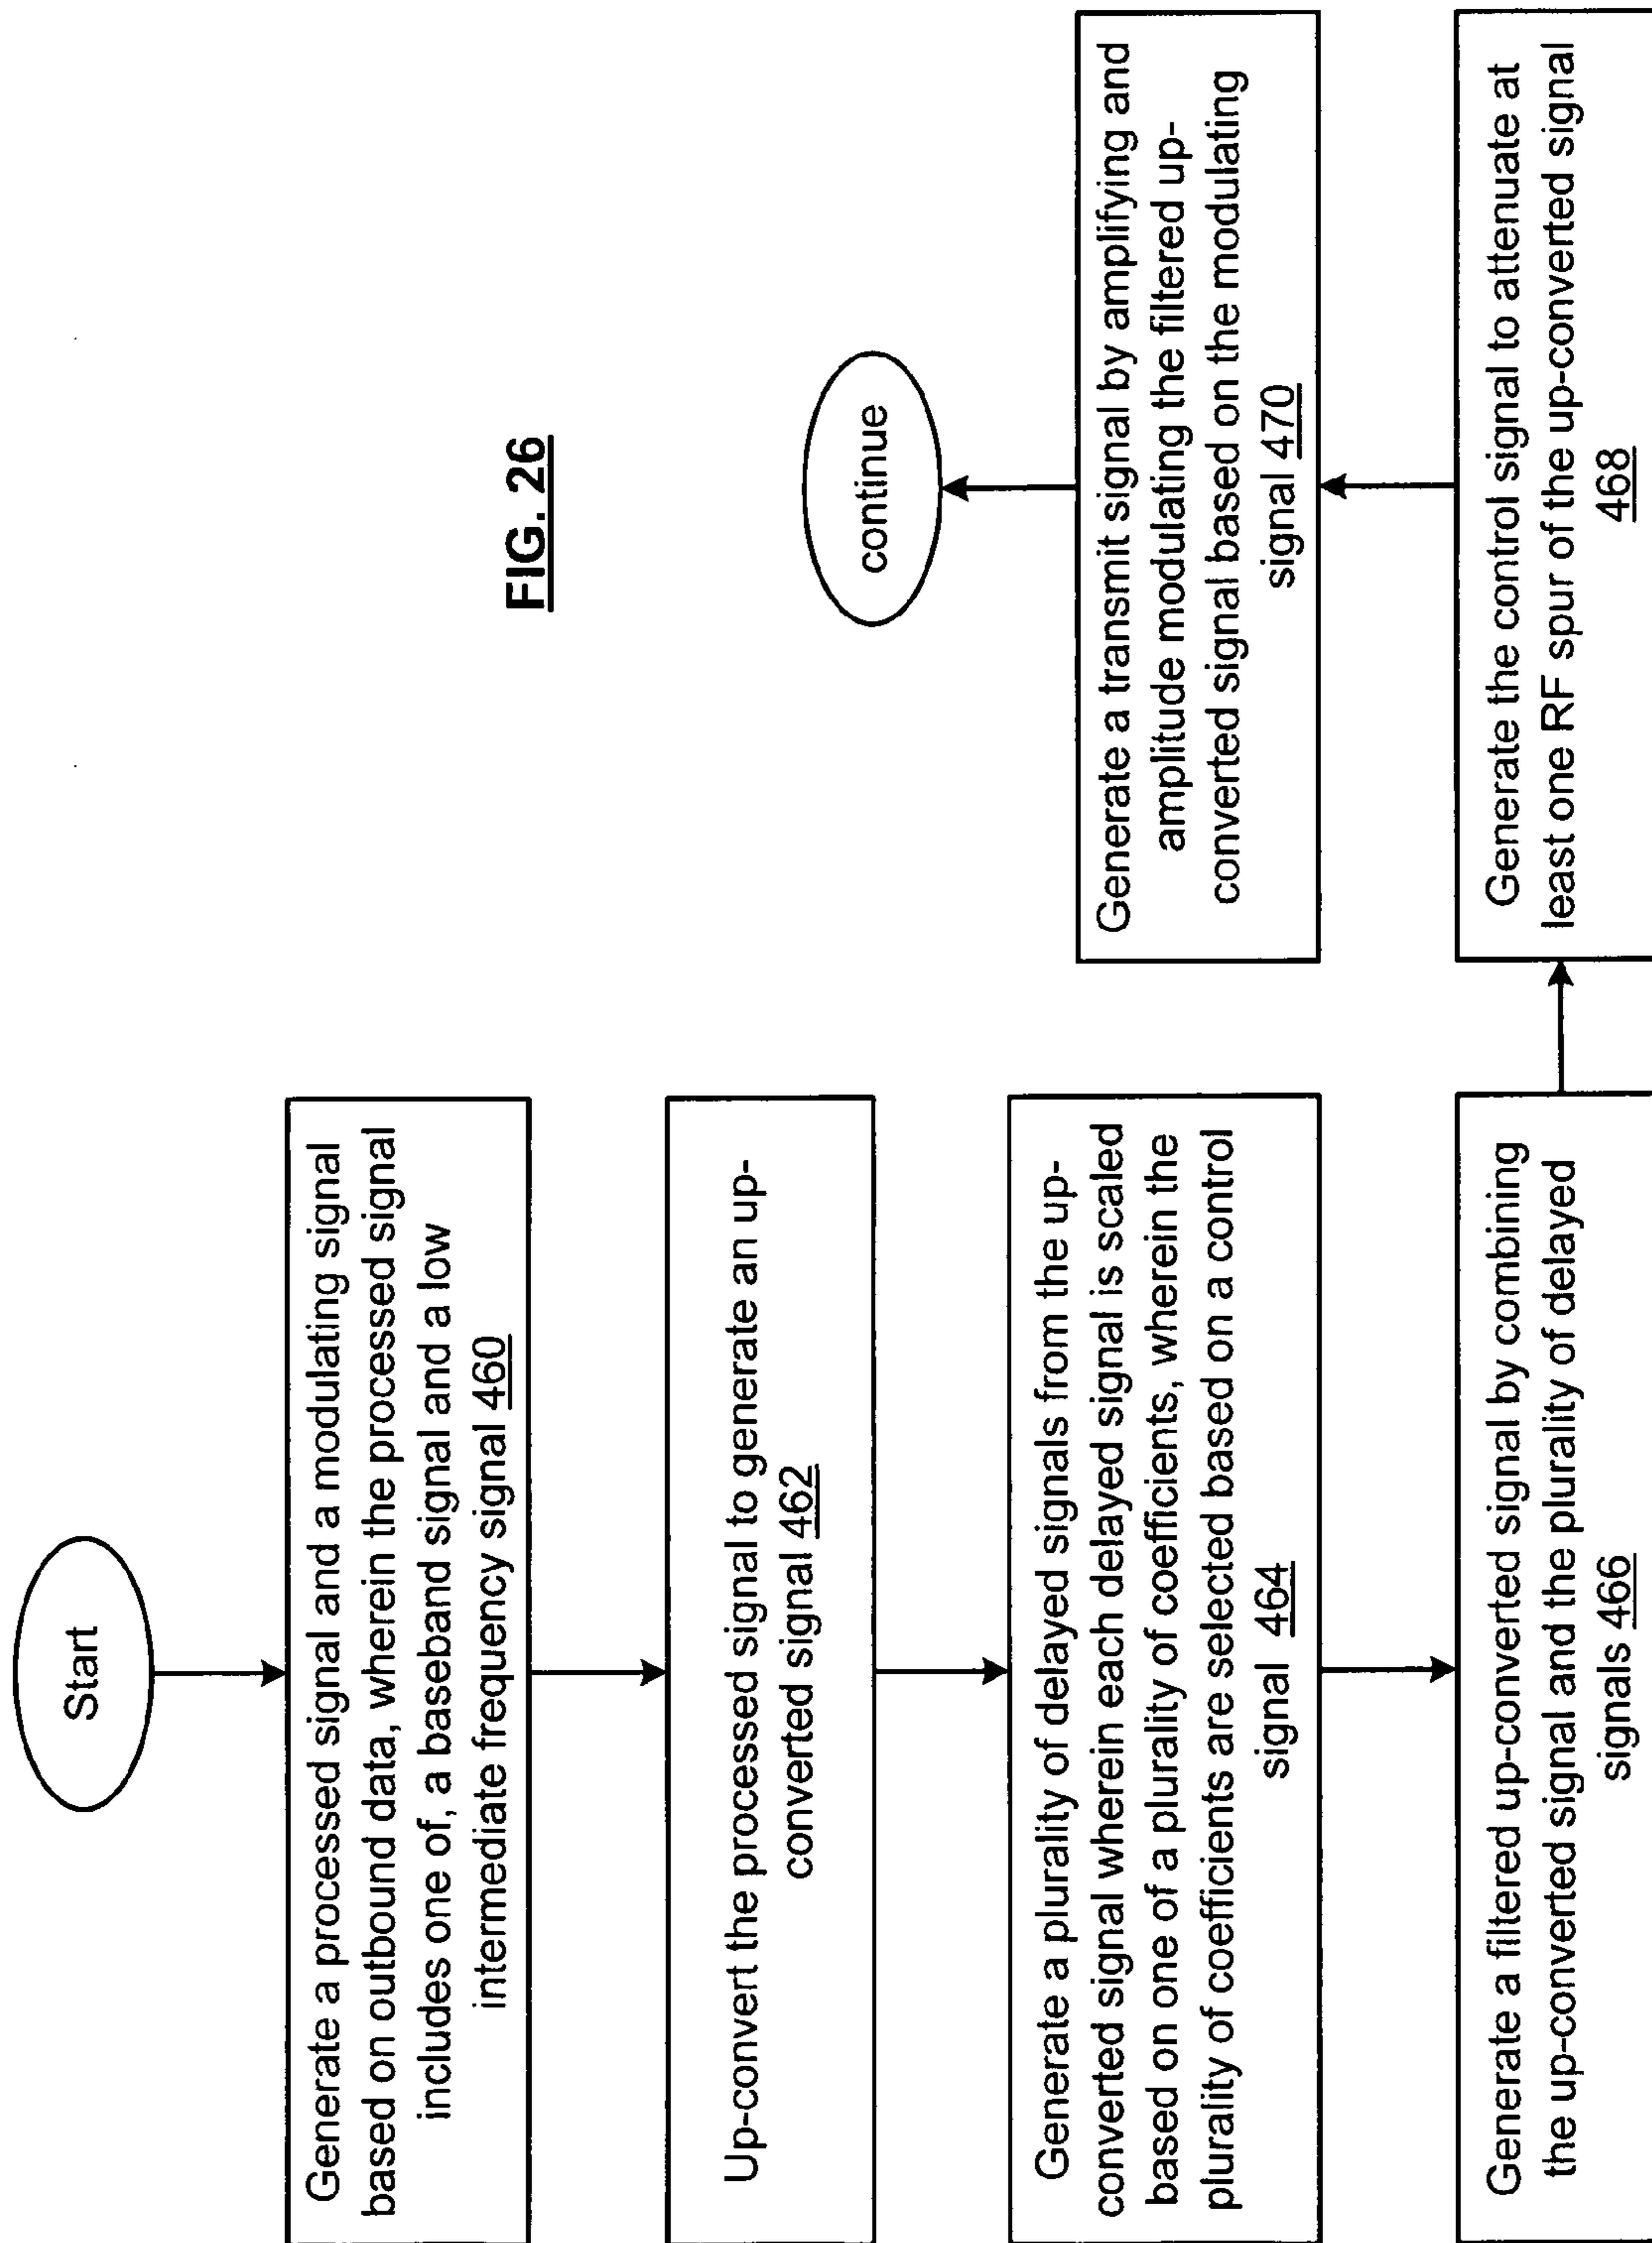 Start
Generate a processed signal and a modulating signal
based on outbound data, wherein the processed signal
includes one of, a baseband signal and a low
intermediate frequency signal 460
Up-convert the processed signal to generate an up-
converted signal 462
Generate a plurality of delayed signals from the up-
converted signal wherein each delayed signal is scaled
based on one of a plurality of coefficients, wherein the
plurality of coefficients are selected based on a control
signal 464
Generate a filtered up-converted signal by combining
the up-converted signal and the plurality of delayed
signals 466
Generate the control signal to attenuate at
least one RF spur of the up-converted signal
468
Generate a transmit signal by amplifying and
amplitude modulating the filtered up-
converted signal based on the modulating
signal 470
continue
FIG. 26